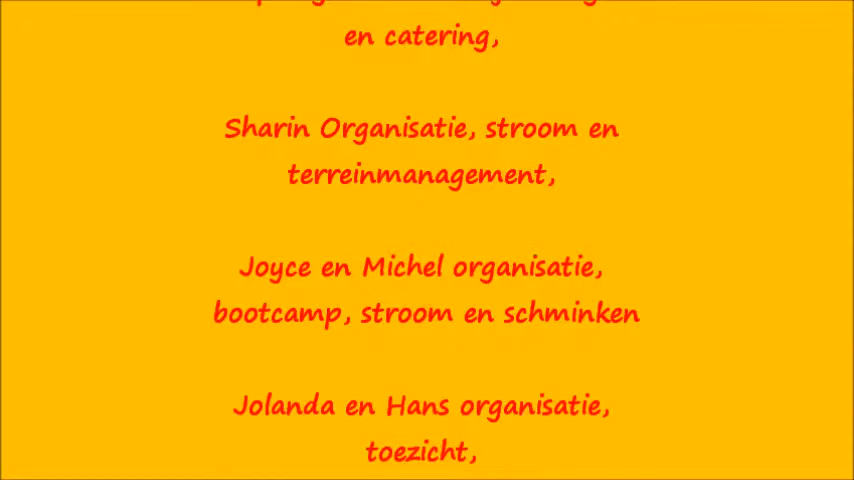 en catering,
Sharin Organisatie, stroom en
terreinmanagement,
Joyce en Michel organisatie,
bootcamp, stroom en schminken
Jolanda en Hans organisatie,
toezicht,